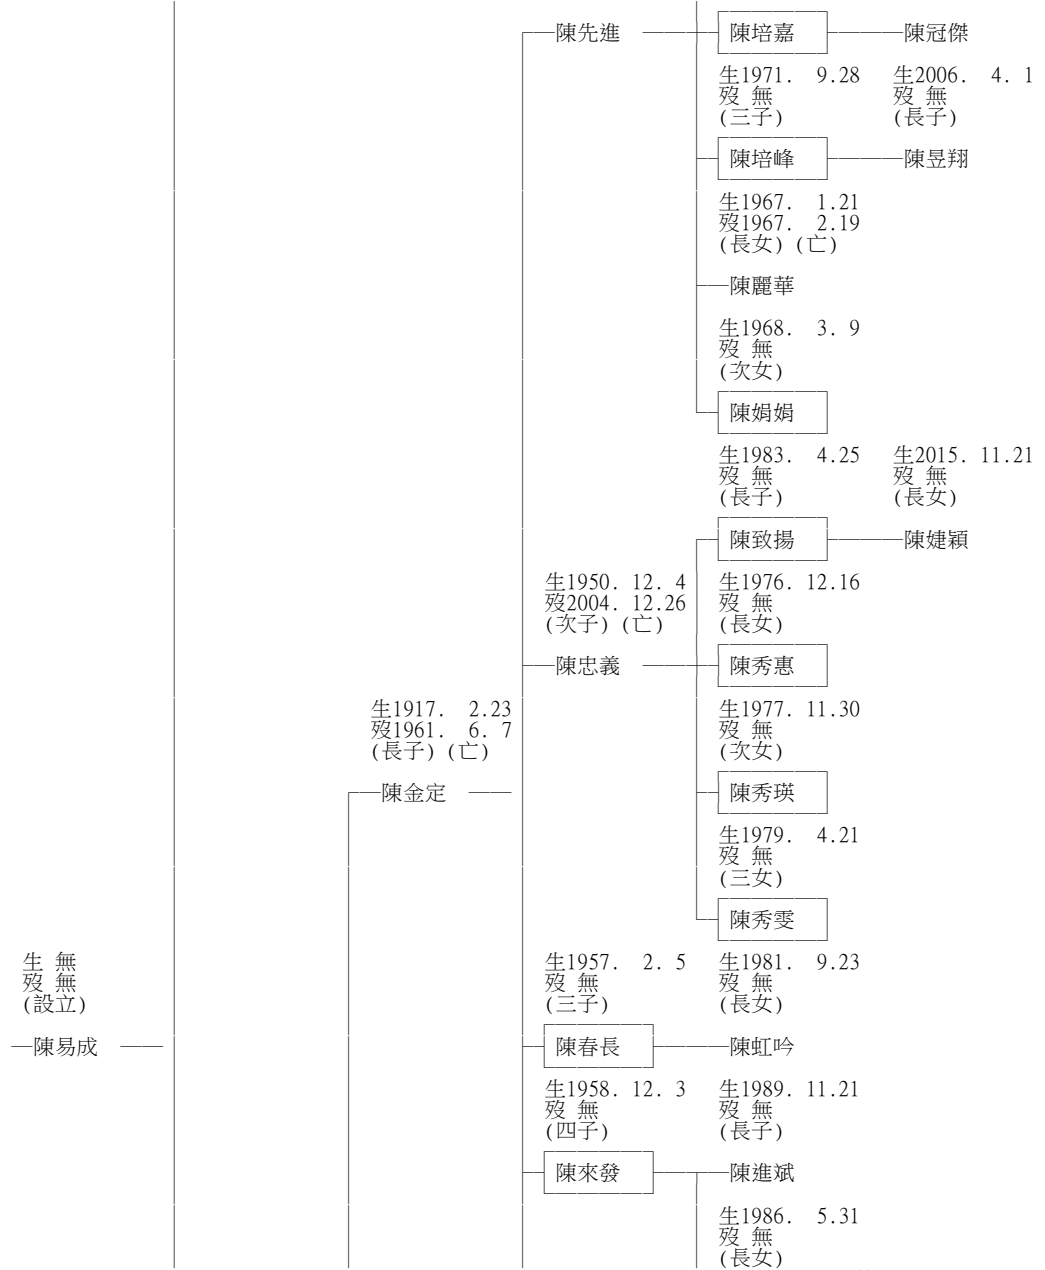 陳先進 陳培嘉 陳冠傑
生1971. 9.28 生2006. 4. 1
歿 無 歿 無
(三子) (長子)
陳培峰 陳昱翔
生1967. 1.21
歿1967. 2.19
(長女)(亡)
陳麗華
生1968. 3. 9
歿 無
(次女)
陳娟娟
生1983. 4.25 生2015. 11.21
歿 無 歿 無
(長子) (長女)
陳致揚 陳婕穎
生1950. 12. 4 生1976. 12.16
歿2004. 12.26 歿 無
(次子)(亡) (長女)
陳忠義 陳秀惠
生1917. 2.23 生1977. 11.30
歿1961. 6. 7 歿 無
(長子)(亡) (次女)
陳金定 陳秀瑛
生1979. 4.21
歿 無
(三女)
陳秀雯
生 無 生1957. 2. 5 生1981. 9.23
歿 無 歿 無 歿 無
(設立) (三子) (長女)
陳易成 陳春長 陳虹吟
生1958. 12. 3 生1989. 11.21
歿 無 歿 無
(四子) (長子)
陳來發 陳進斌
生1986. 5.31
歿 無
(長女)